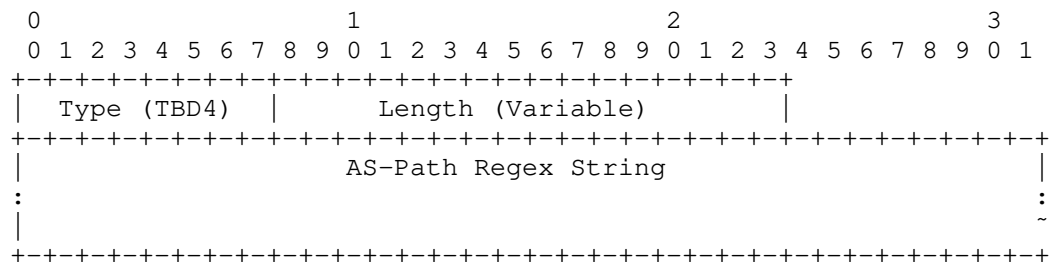 0                   1                   2                   3
 0 1 2 3 4 5 6 7 8 9 0 1 2 3 4 5 6 7 8 9 0 1 2 3 4 5 6 7 8 9 0 1
+-+-+-+-+-+-+-+-+-+-+-+-+-+-+-+-+-+-+-+-+-+-+-+-+
|  Type (TBD4)  |      Length (Variable)        |
+-+-+-+-+-+-+-+-+-+-+-+-+-+-+-+-+-+-+-+-+-+-+-+-+-+-+-+-+-+-+-+-+
|                    AS-Path Regex String                       |
:                                                               :
|                                                               ~
+-+-+-+-+-+-+-+-+-+-+-+-+-+-+-+-+-+-+-+-+-+-+-+-+-+-+-+-+-+-+-+-+